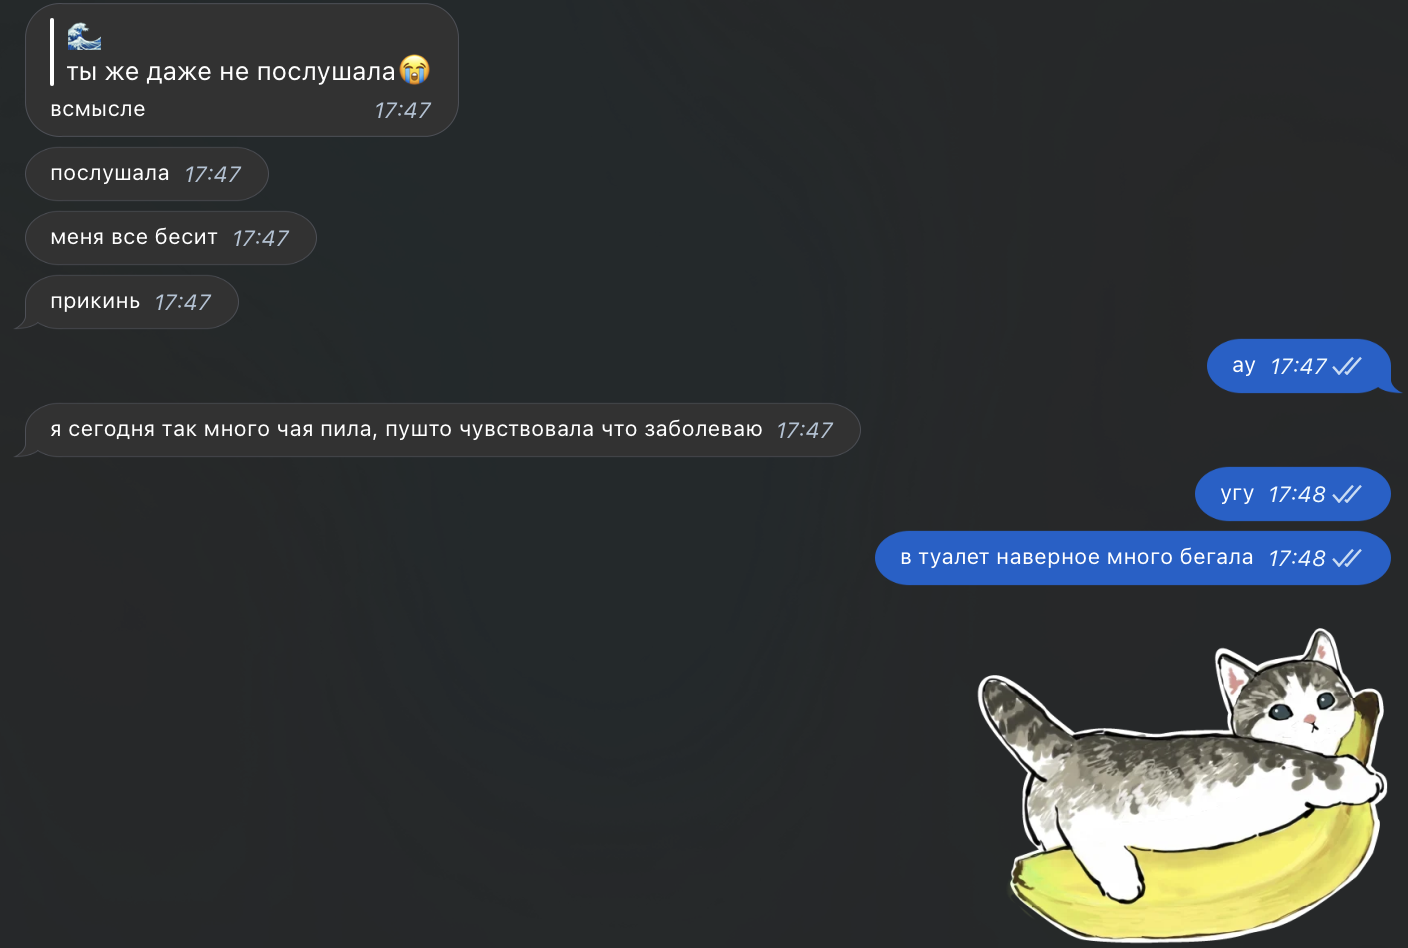 🌊
ты же даже не послушала😭
всмысле 17:47
послушала 17:47
меня все бесит 17:47
прикинь 17:47
ау 17:47
я сегодня так много чая пила, пушто чувствовала что заболеваю 17:47
угу 17:48
в туалет наверное много бегала 17:48